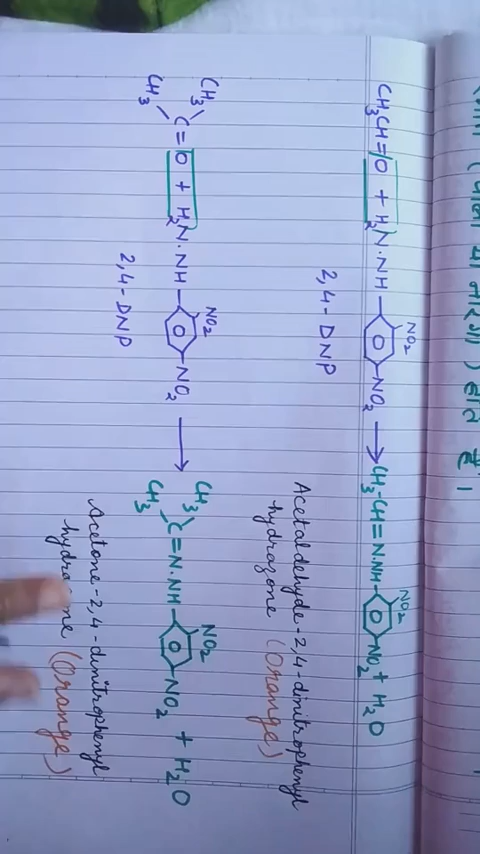 (पीला या नारंगी) होते हैं।
NO₂
CH₃CH=O + H₂N·NH-⌬-NO₂ → CH₃-CH=N·NH-⌬-NO₂ + H₂O
NO₂
2,4-DNP
Acetaldehyde-2,4-dinitrophenyl
hydrazone (Orange)
CH₃
CH₃
C=O + H₂N·NH-⌬-NO₂ → C=N·NH-⌬-NO₂ + H₂O
NO₂
NO₂
CH₃
CH₃
2,4-DNP
Acetone-2,4-dinitrophenyl
hydrazone (Orange)